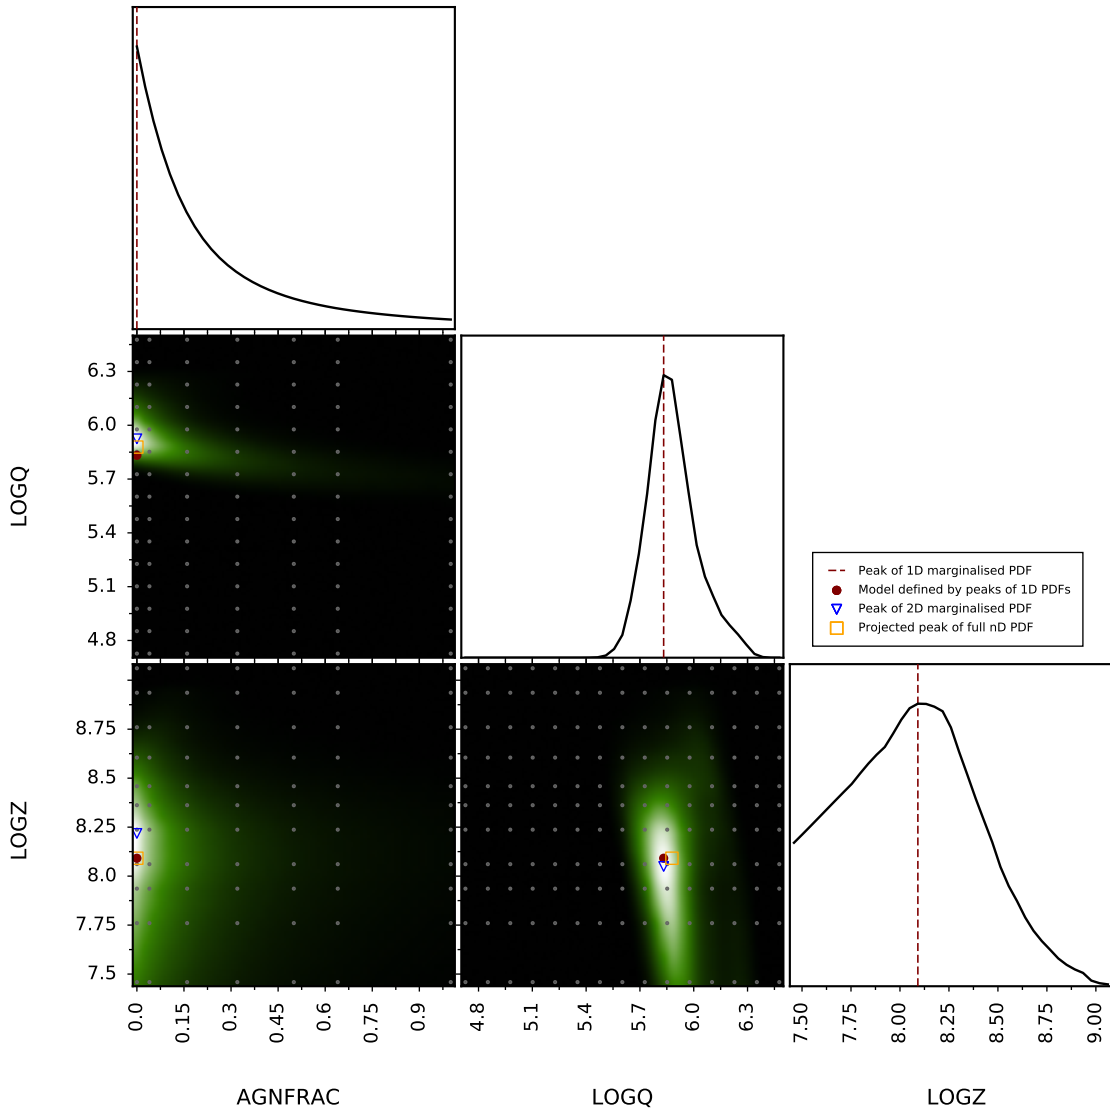 6.3
6.0
5.7
5.4
5.1
4.8
LOGQ
Peak of 1D marginalised PDF
Model defined by peaks of 1D PDFs
Peak of 2D marginalised PDF
Projected peak of full nD PDF
8.75
8.5
8.25
8.0
7.75
7.5
LOGZ
0.0 0.15 0.3 0.45 0.6 0.75 0.9
4.8 5.1 5.4 5.7 6.0 6.3
7.50 7.75 8.00 8.25 8.50 8.75 9.00
AGNFRAC LOGQ LOGZ